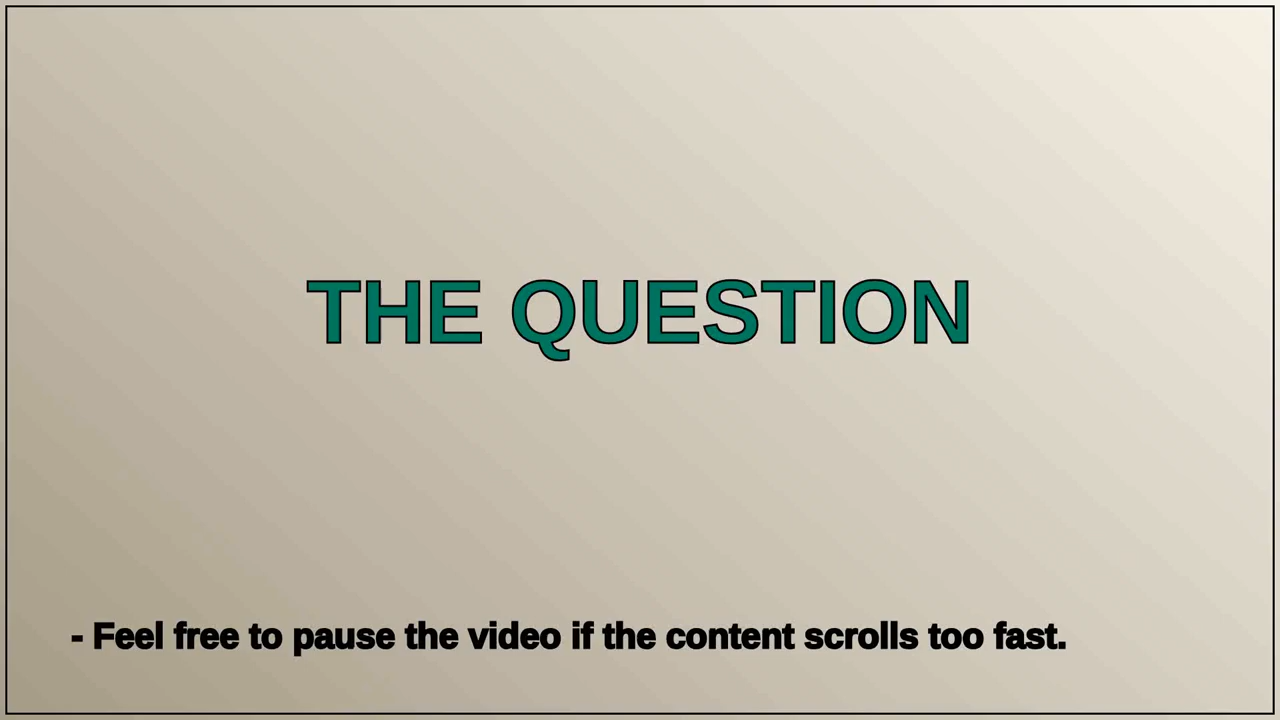 THE QUESTION
- Feel free to pause the video if the content scrolls too fast.